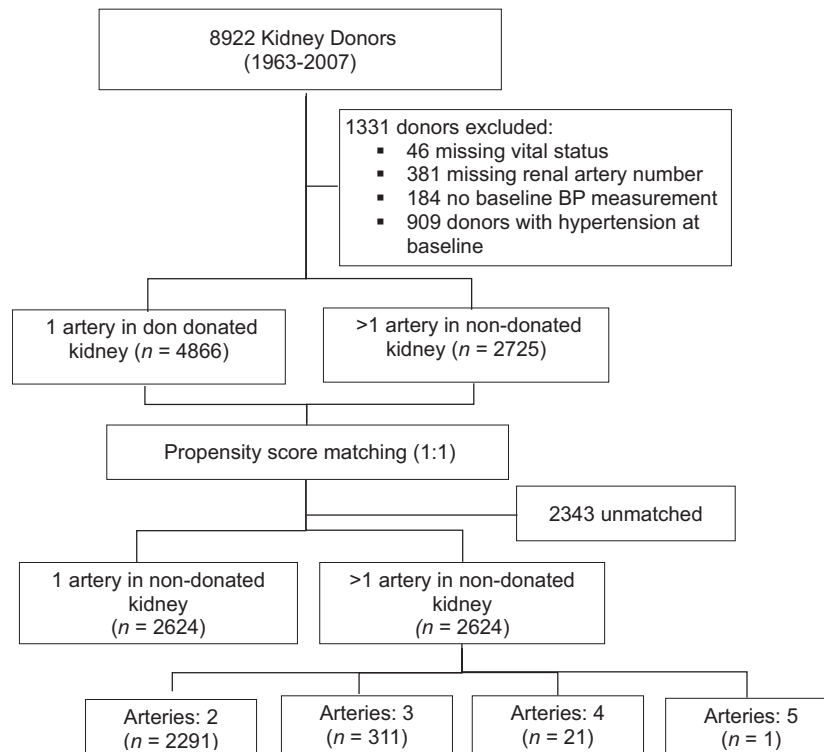 8922 Kidney Donors
(1963-2007)
1331 donors excluded:
▪ 46 missing vital status
▪ 381 missing renal artery number
▪ 184 no baseline BP measurement
▪ 909 donors with hypertension at
baseline
1 artery in don donated
kidney (n = 4866)
>1 artery in non-donated
kidney (n = 2725)
Propensity score matching (1:1)
2343 unmatched
1 artery in non-donated
kidney
(n = 2624)
>1 artery in non-donated
kidney
(n = 2624)
Arteries: 2
(n = 2291)
Arteries: 3
(n = 311)
Arteries: 4
(n = 21)
Arteries: 5
(n = 1)